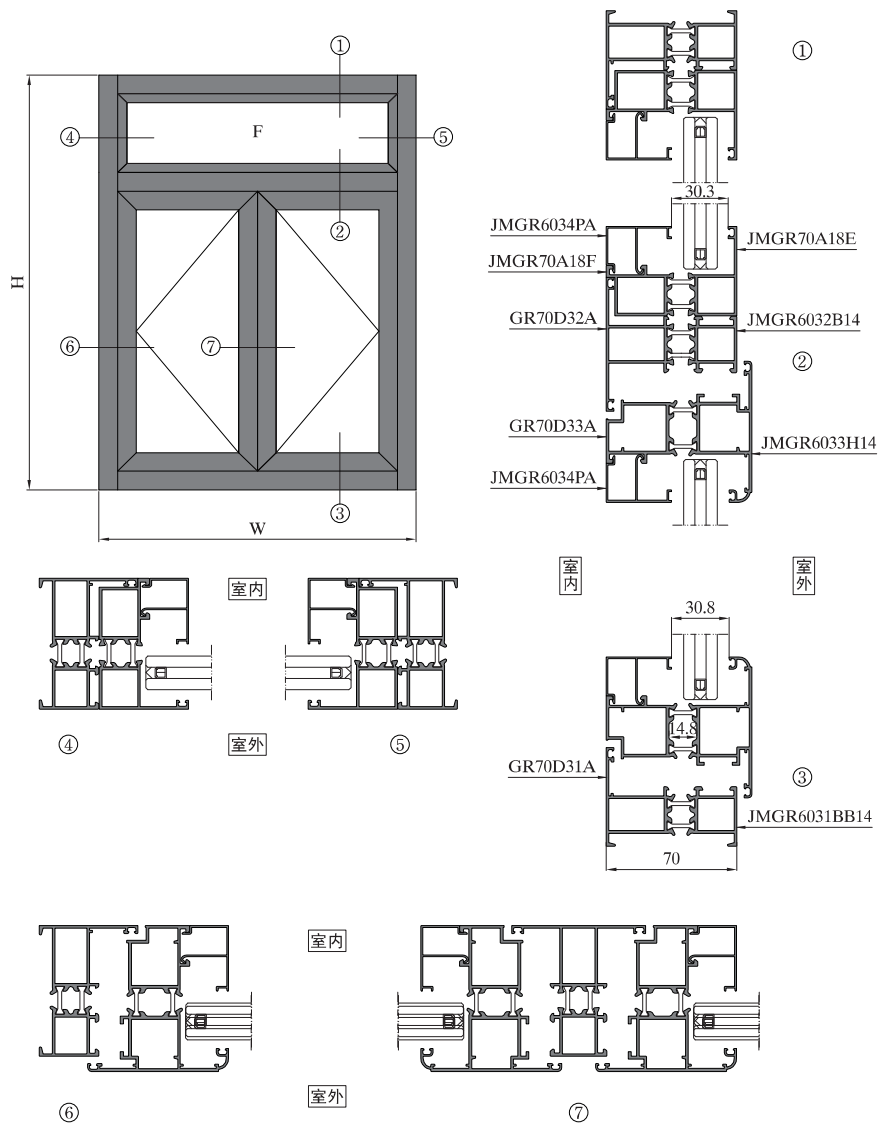 ①
①
④
F
⑤
30.3
JMGR6034PA
JMGR70A18E
②
JMGR70A18F
H
GR70D32A
JMGR6032B14
⑥
⑦
②
GR70D33A
JMGR6033H14
JMGR6034PA
③
W
室内
室内
室外
30.8
14.8
室外
④
⑤
GR70D31A
③
JMGR6031BB14
70
室内
室外
⑥
⑦